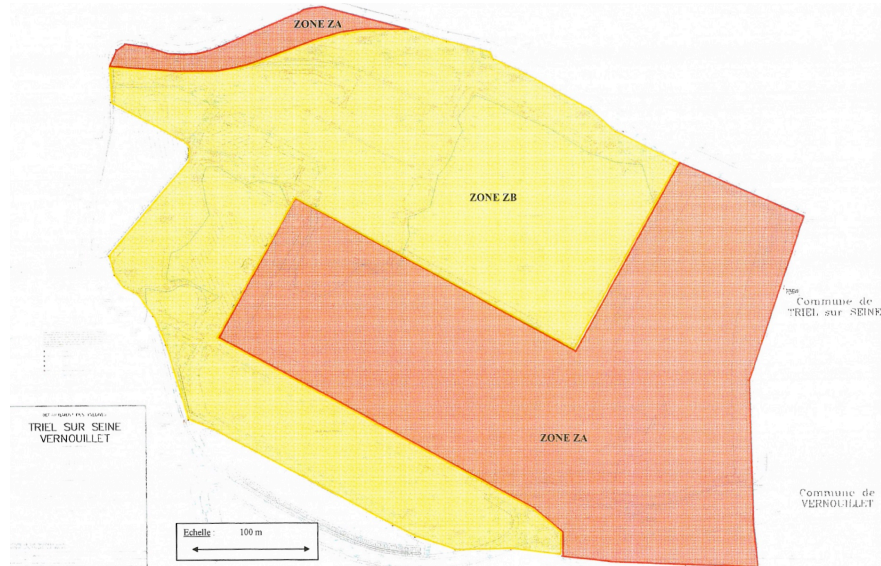 ZONE ZA
ZONE ZB
Commune de
TRIEL sur SEINE
TRIEL SUR SEINE
VERNOUILLET
ZONE ZA
Commune de
VERNOUILLET
Echelle : 100 m